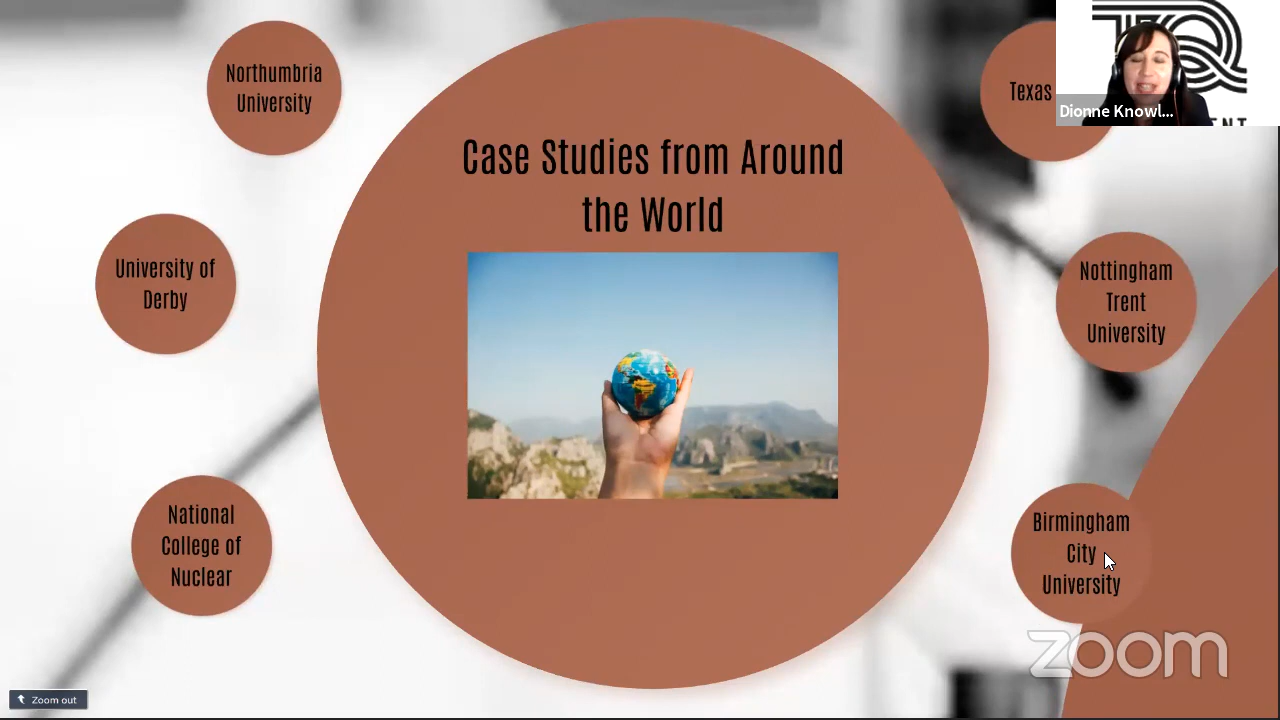 Northumbria
University
Case Studies from Around
the World
Texas
Dionne Knowl...
University of
Derby
Nottingham
Trent
University
National
College of
Nuclear
Birmingham
City
University
zoom
Zoom out